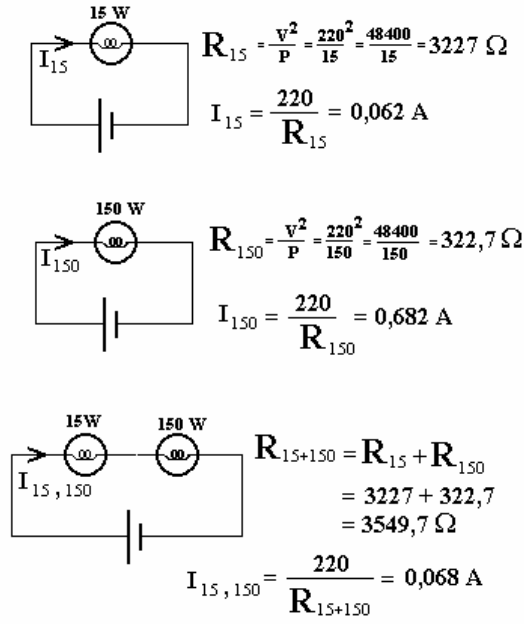 15 W
I15
R15 = V²/P = 220²/15 = 48400/15 = 3227 Ω
I15 = 220/R15 = 0,062 A
150 W
I150
R150 = V²/P = 220²/150 = 48400/150 = 322,7 Ω
I150 = 220/R150 = 0,682 A
15W 150 W
I15,150
R15+150 = R15 + R150
= 3227 + 322,7
= 3549,7 Ω
I15,150 = 220/R15+150 = 0,068 A